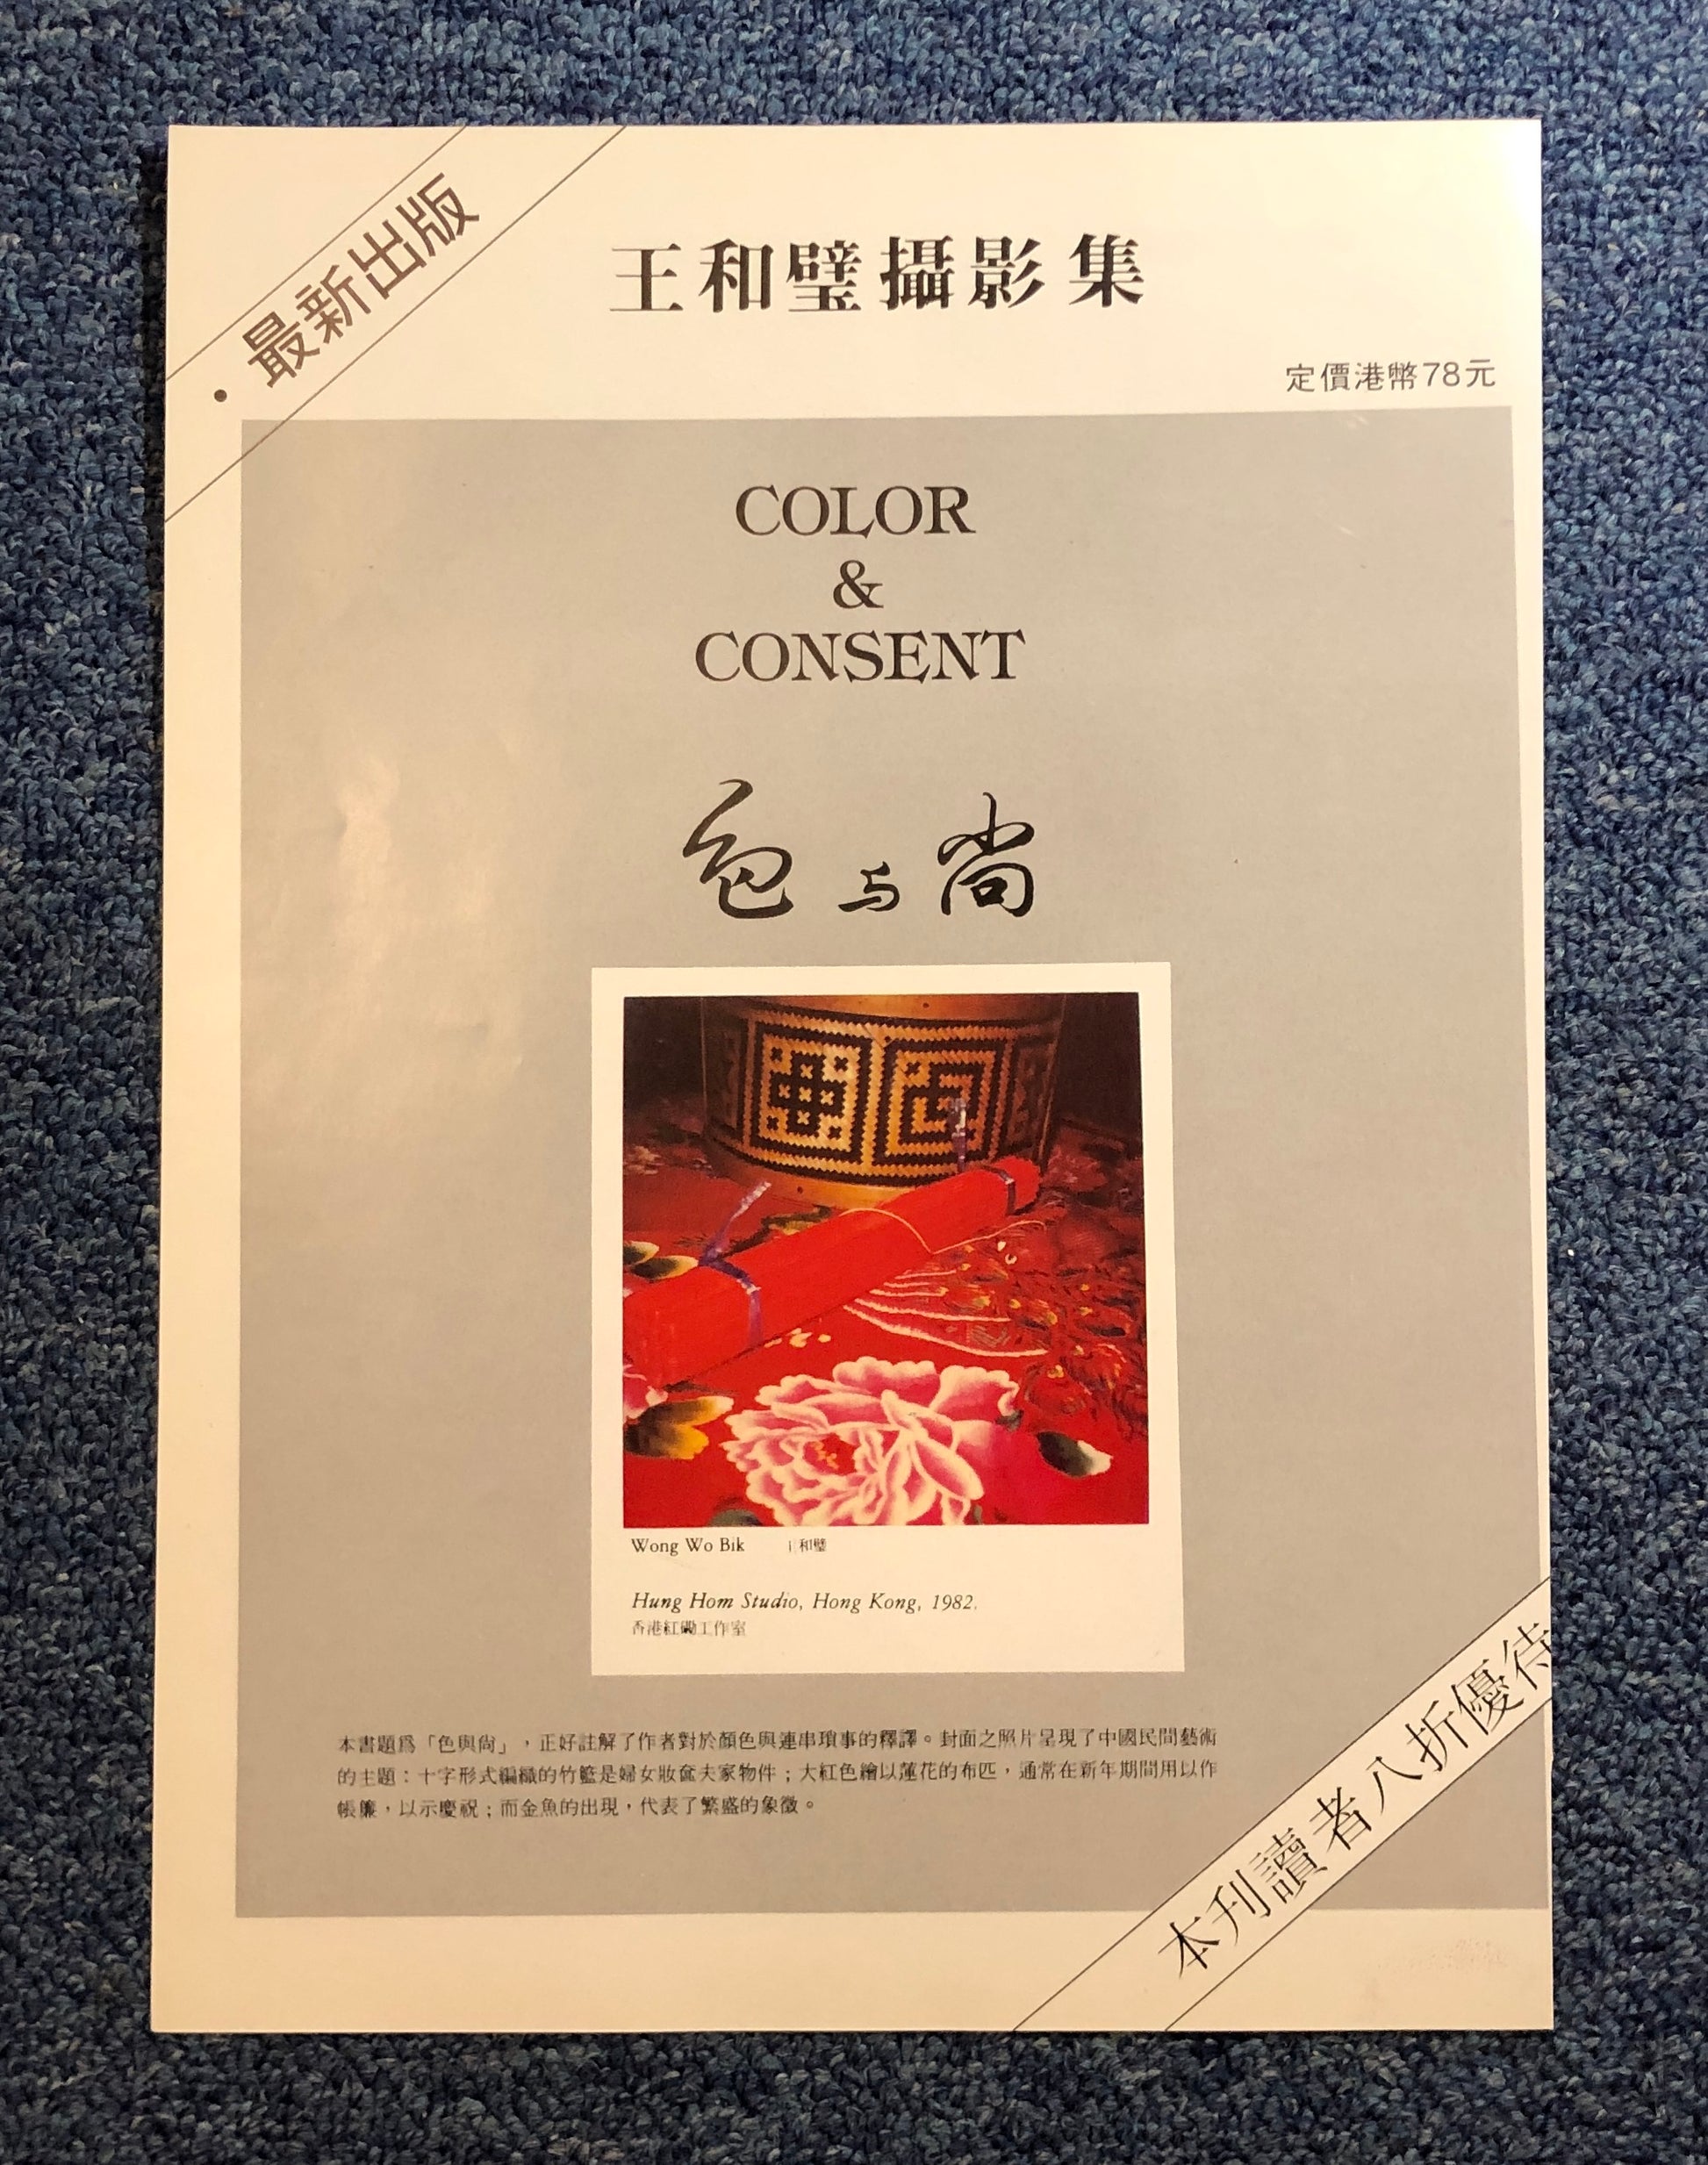 • 最新出版
王和璧攝影集
定價港幣78元
COLOR
&
CONSENT
色与尚
Wong Wo Bik 王和璧
Hung Hom Studio, Hong Kong, 1982.
香港紅磡工作室
本書題爲「色與尙」，正好註解了作者對於顏色與連串瑣事的釋譯。封面之照片呈現了中國民間藝術
的主題：十字形式編織的竹籃是婦女妝奩夫家物件；大紅色繪以蓮花的布匹，通常在新年期間用以作
帳簾，以示慶祝；而金魚的出現，代表了繁盛的象徵。
本刊讀者八折優待